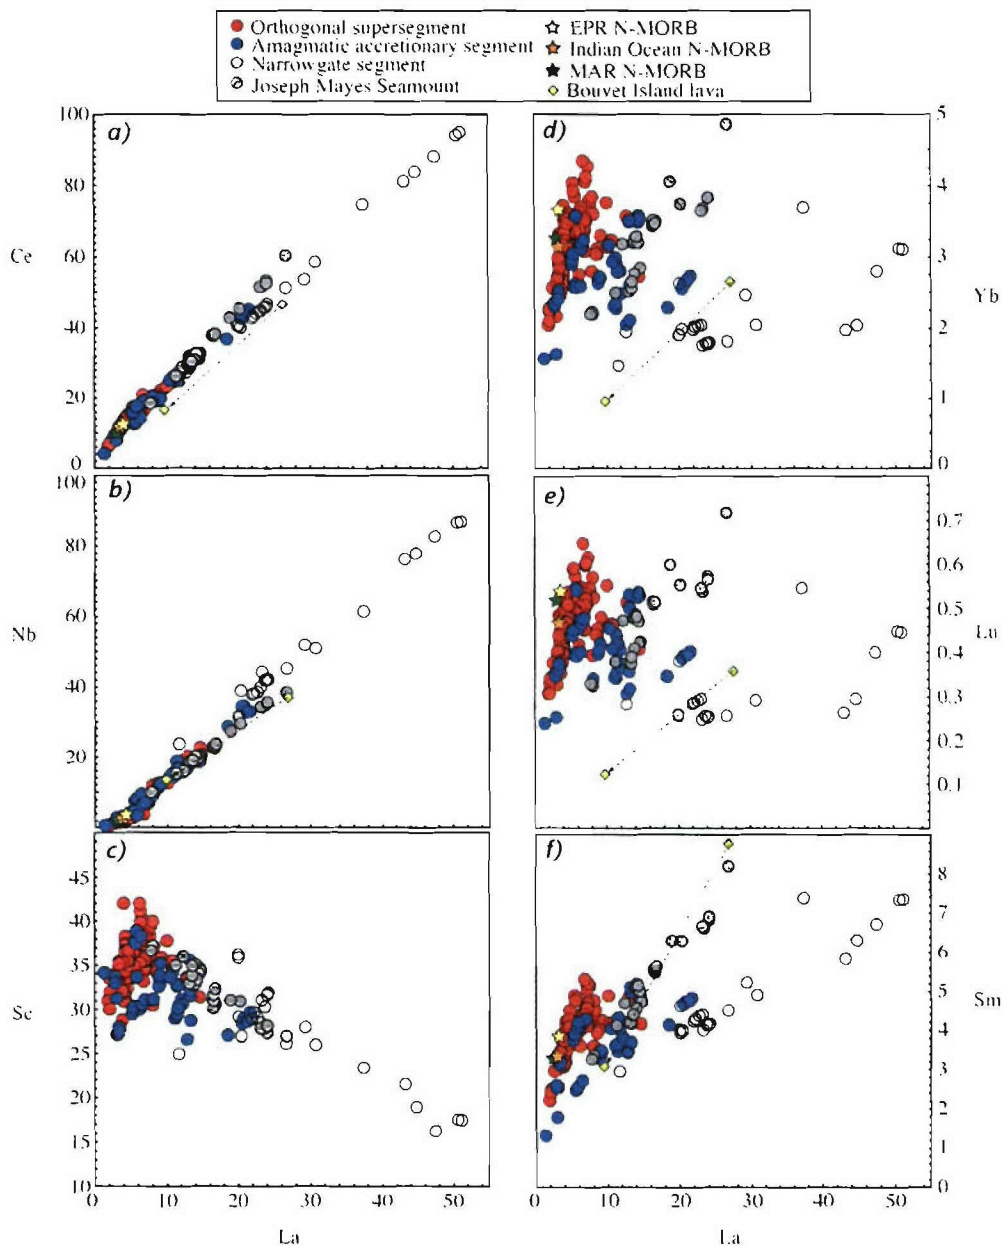 Orthogonal supersegment
Amagmatic accretionary segment
Narrowgate segment
Joseph Mayes Seamount
EPR N-MORB
Indian Ocean N-MORB
MAR N-MORB
Bouvet Island lava
a)
100
80
60
40
20
0
Ce
b)
100
80
60
40
20
Nb
c)
45
40
35
30
25
20
15
10
Sc
0 10 20 30 40 50
La
d)
5
4
3
2
1
0
Yb
e)
0.7
0.6
0.5
0.4
0.3
0.2
0.1
Lu
f)
8
7
6
5
4
3
2
1
0
Sm
0 10 20 30 40 50
La